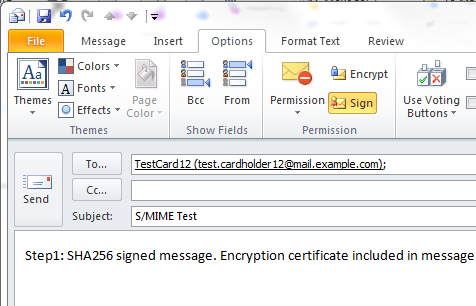 File Message Insert Options Format Text Review
Aa Colors Fonts Effects Themes
Page Color
Bcc From
Permission Encrypt Sign
Use Voting Buttons
Themes Show Fields Permission
To... TestCard12 (test.cardholder12@mail.example.com);
Cc...
Send
Subject: S/MIME Test
Step1: SHA256 signed message. Encryption certificate included in message